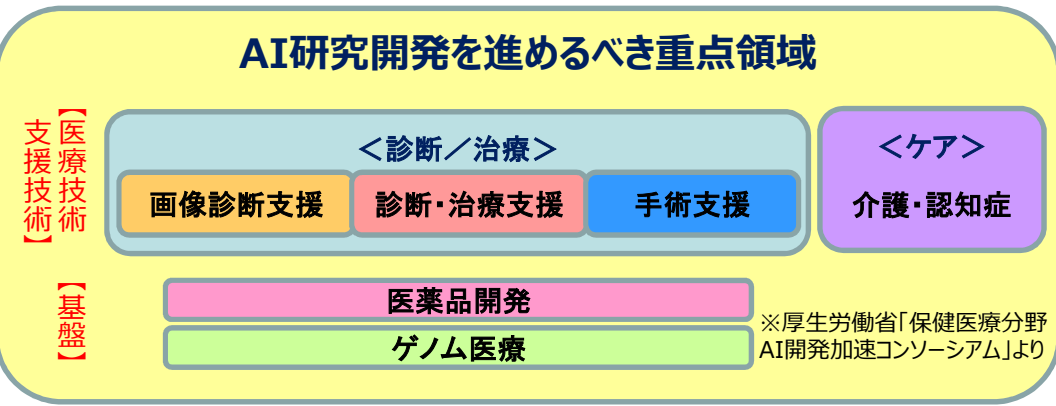 AI研究開発を進めるべき重点領域
【医療技術
支援技術】
＜診断／治療＞
画像診断支援
診断・治療支援
手術支援
＜ケア＞
介護・認知症
【基盤】
医薬品開発
ゲノム医療
※厚生労働省「保健医療分野
AI開発加速コンソーシアム」より